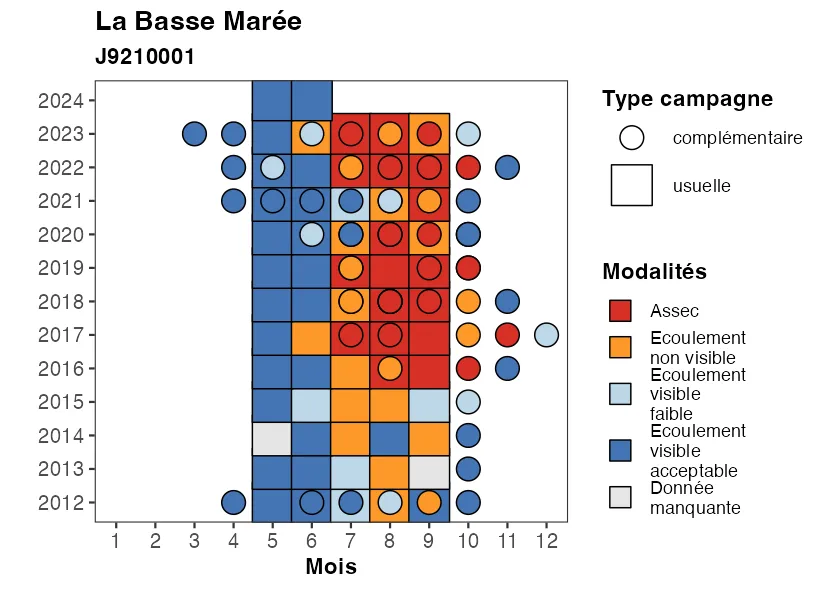 La Basse Marée
J9210001
2024
2023
2022
2021
2020
2019
2018
2017
2016
2015
2014
2013
2012
1 2 3 4 5 6 7 8 9 10 11 12
Mois
Type campagne
complémentaire
usuelle
Modalités
Assec
Ecoulement
non visible
Ecoulement
visible
faible
Ecoulement
visible
acceptable
Donnée
manquante